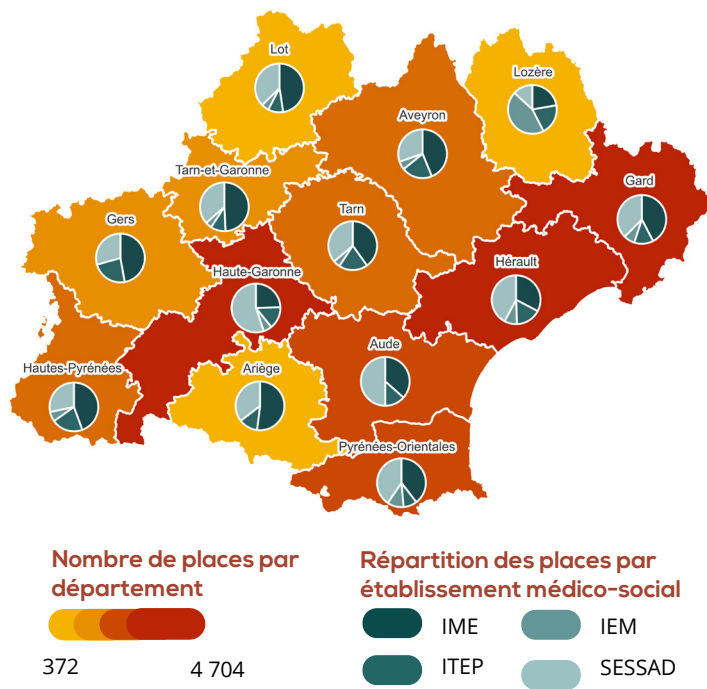 Lot
Lozère
Aveyron
Tarn-et-Garonne
Gard
Gers
Tarn
Haute-Garonne
Hérault
Aude
Hautes-Pyrénées
Ariège
Pyrénées-Orientales
Nombre de places par
département
372
4 704
Répartition des places par
établissement médico-social
IME
IEM
ITEP
SESSAD